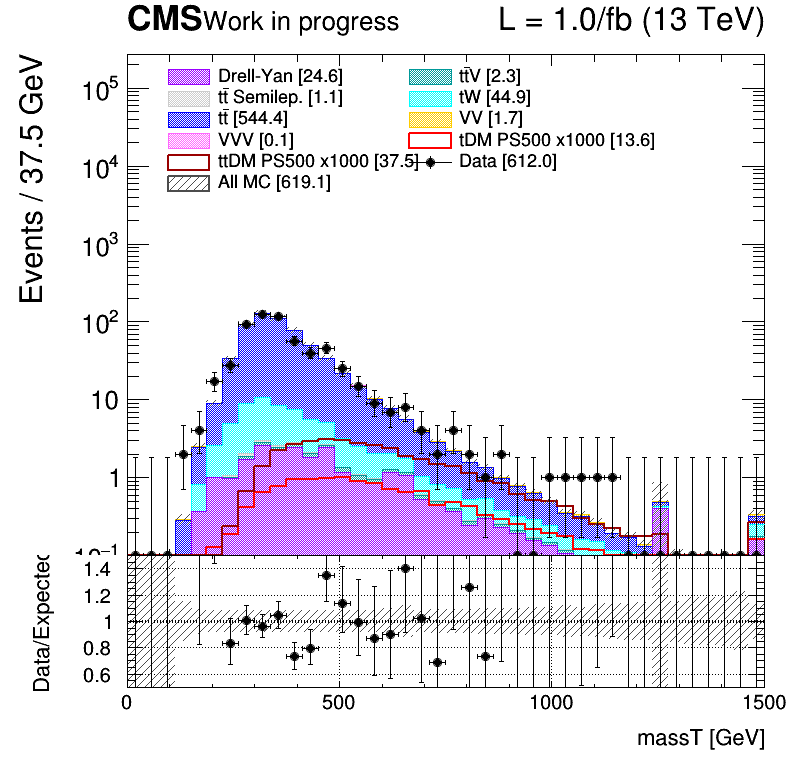 CMS Work in progress L = 1.0/fb (13 TeV)
Events / 37.5 GeV
Drell-Yan [24.6] tt̄V [2.3]
tt̄ Semilep. [1.1] tW [44.9]
tt̄ [544.4] VV [1.7]
VVV [0.1] tDM PS500 x1000 [13.6]
ttDM PS500 x1000 [37.5] Data [612.0]
All MC [619.1]
10⁵
10⁴
10³
10²
10
1
10⁻¹
Data/Expected
1.4
1.2
1
0.8
0.6
0 500 1000 1500
massT [GeV]